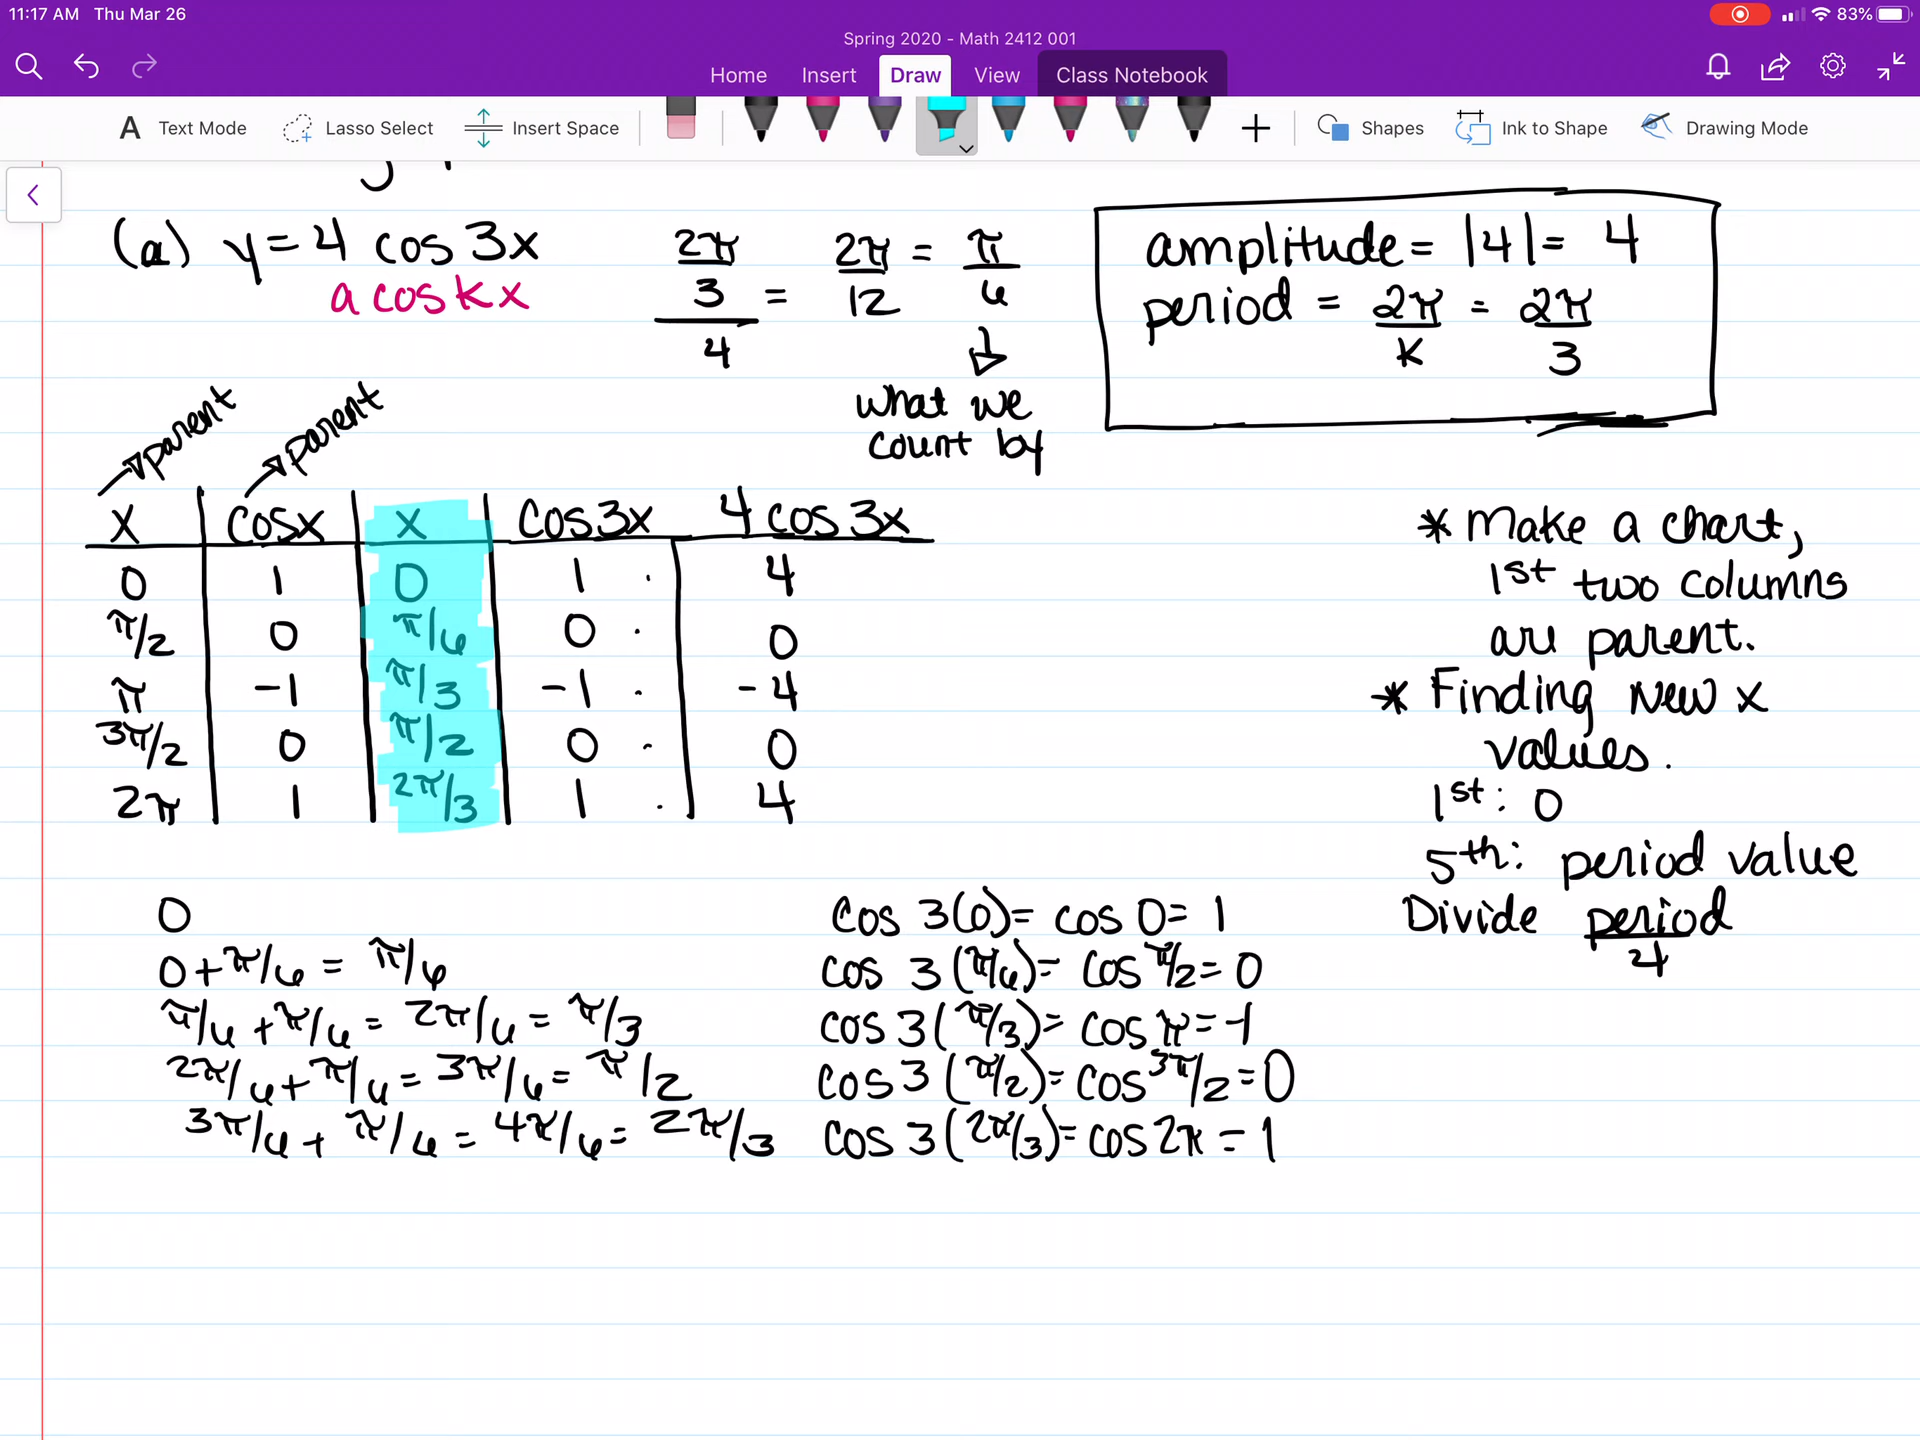 11:17 AM Thu Mar 26
83%
Spring 2020 - Math 2412 001
Home Insert Draw View Class Notebook
A Text Mode Lasso Select Insert Space Shapes Ink to Shape Drawing Mode
(a) y = 4 cos 3x
a cos kx
2π/3 / 4 = 2π/12 = π/6
what we
count by
amplitude = |4| = 4
period = 2π/k = 2π/3
parent parent
x | cosx | x | cos3x | 4 cos 3x
0 | 1 | 0 | 1 · | 4
π/2 | 0 | π/6 | 0 · | 0
π | -1 | π/3 | -1 · | -4
3π/2 | 0 | π/2 | 0 · | 0
2π | 1 | 2π/3 | 1 · | 4
* Make a chart,
1st two columns
are parent.
* Finding new x
values.
1st: 0
5th: period value
Divide period/4
0
0 + π/6 = π/6
π/6 + π/6 = 2π/6 = π/3
2π/6 + π/6 = 3π/6 = π/2
3π/6 + π/6 = 4π/6 = 2π/3
cos 3(0) = cos 0 = 1
cos 3(π/6) = cos π/2 = 0
cos 3(π/3) = cos π = -1
cos 3(π/2) = cos 3π/2 = 0
cos 3(2π/3) = cos 2π = 1